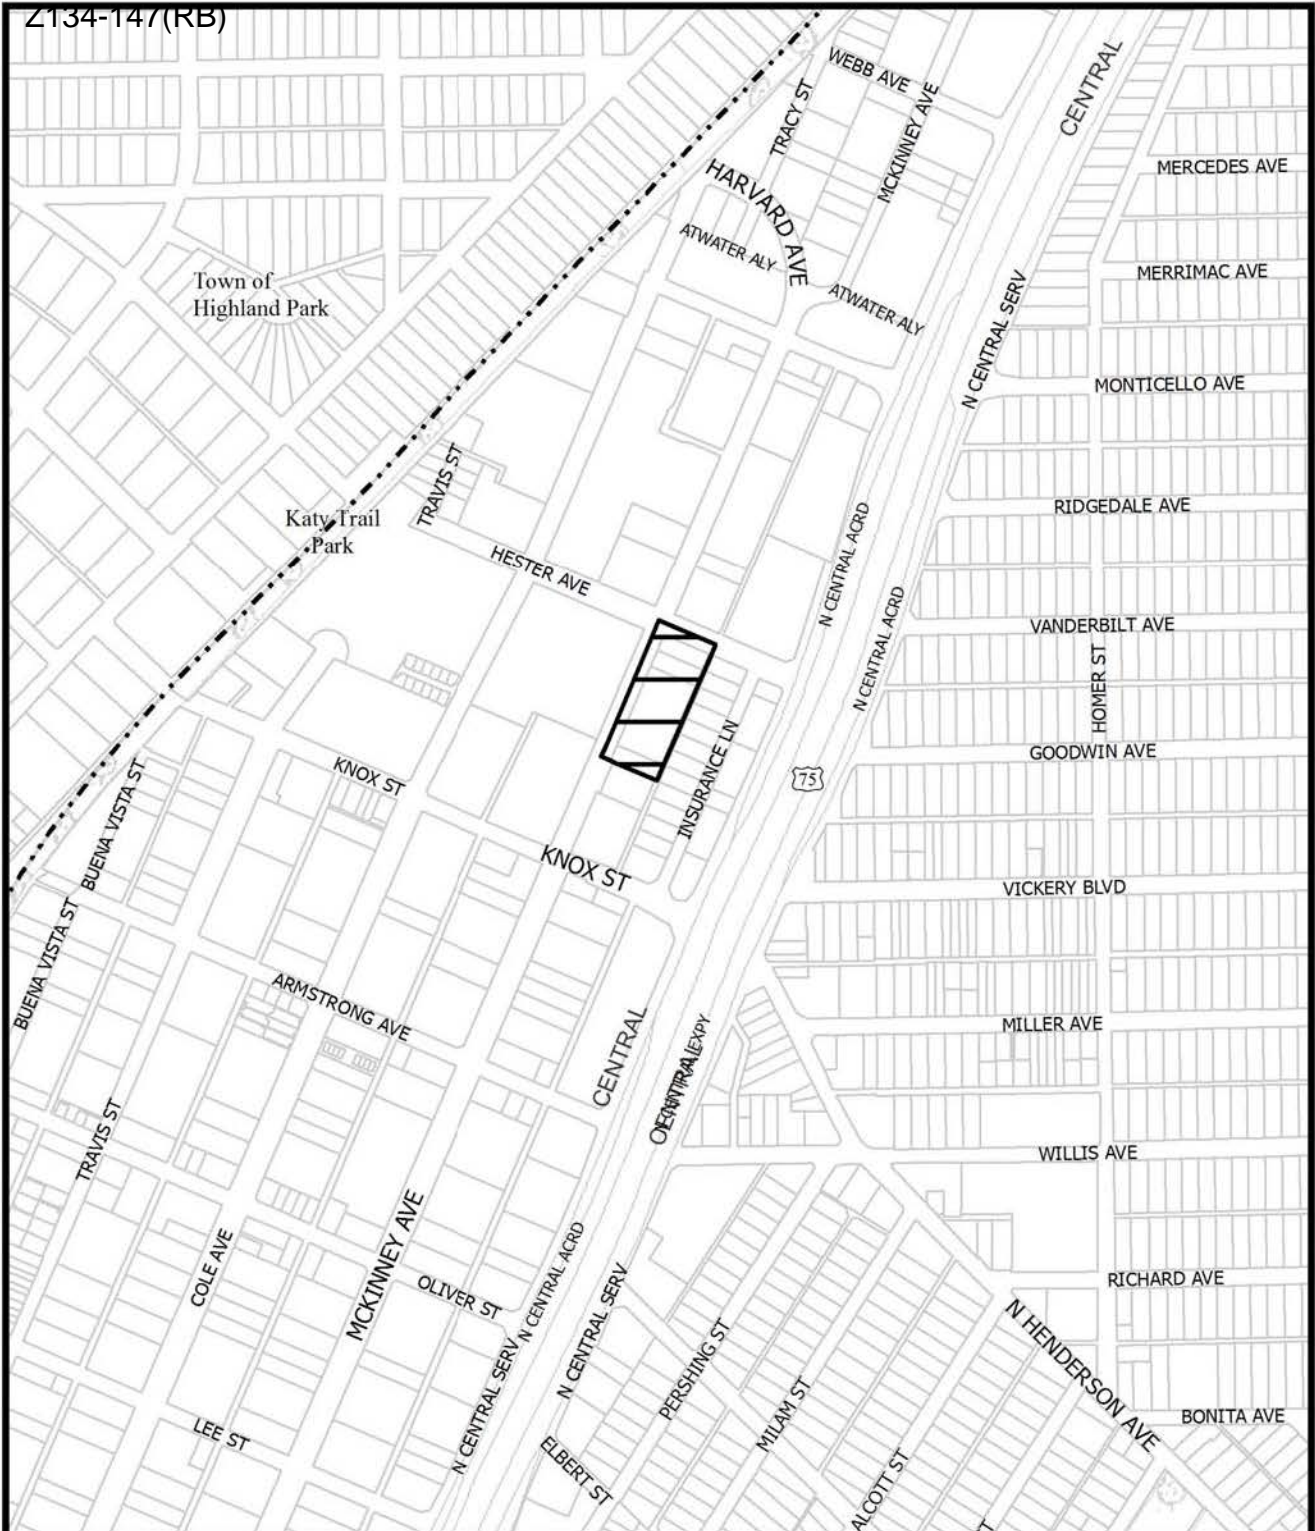 Z134-147(RB)
WEBB AVE
CENTRAL
TRACY ST
MCKINNEY AVE
MERCEDES AVE
HARVARD AVE
ATWATER ALY
MERRIMAC AVE
Town of
Highland Park
ATWATER ALY
N CENTRAL SERV
MONTICELLO AVE
TRAVIS ST
RIDGEDALE AVE
Katy Trail
Park
HESTER AVE
N CENTRAL ACRD
N CENTRAL ACRD
VANDERBILT AVE
HOMER ST
GOODWIN AVE
KNOX ST
INSURANCE LN
75
BUENA VISTA ST
KNOX ST
VICKERY BLVD
BUENA VISTA ST
ARMSTRONG AVE
MILLER AVE
CENTRAL
CENTRAL
N CENTRAL EXPY
TRAVIS ST
WILLIS AVE
MCKINNEY AVE
COLE AVE
OLIVER ST
N CENTRAL ACRD
N CENTRAL SERV
RICHARD AVE
N HENDERSON AVE
PERSHING ST
N CENTRAL SERV
MILAM ST
BONITA AVE
LEE ST
ELBERT ST
ALCOTT ST